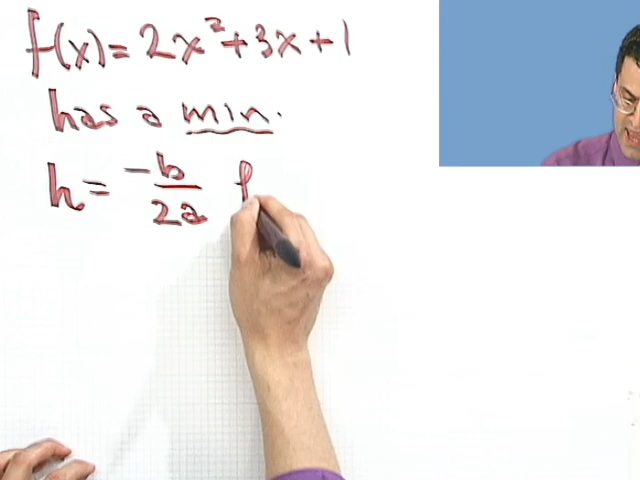 f(x) = 2x² + 3x + 1
has a min.
h = -b/2a